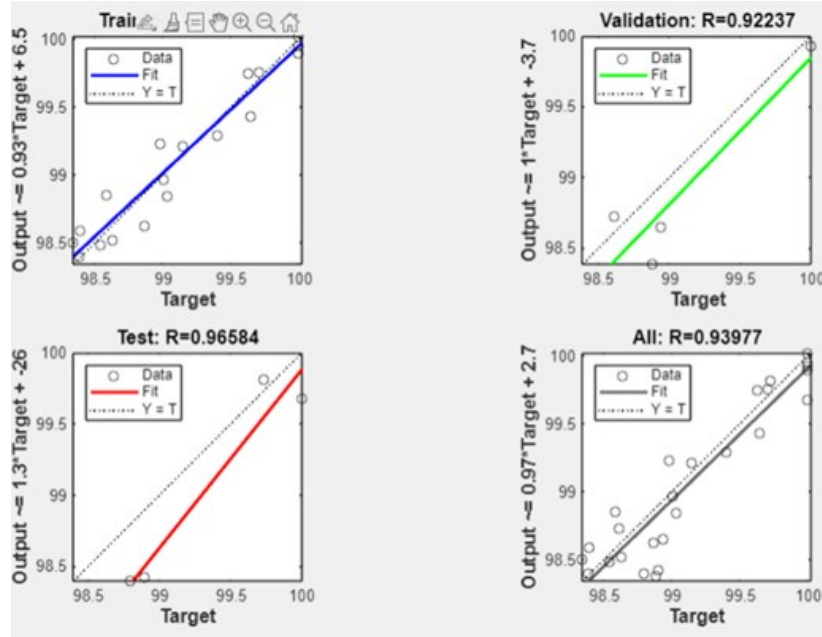 Trair
Data
Fit
Y = T
Output ~= 0.93*Target + 6.5
100
99.5
99
98.5
98.5
99
99.5
100
Target
Validation: R=0.92237
Data
Fit
Y = T
Output ~= 1*Target + -3.7
100
99.5
99
98.5
98.5
99
99.5
100
Target
Test: R=0.96584
Data
Fit
Y = T
Output ~= 1.3*Target + -26
100
99.5
99
98.5
98.5
99
99.5
100
Target
All: R=0.93977
Data
Fit
Y = T
Output ~= 0.97*Target + 2.7
100
99.5
99
98.5
98.5
99
99.5
100
Target